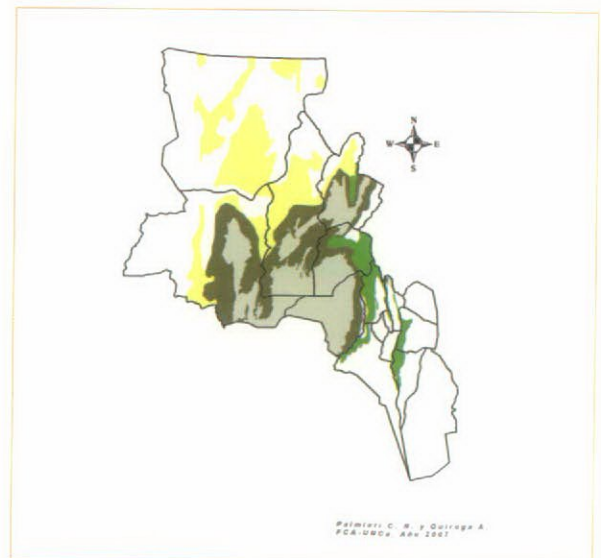 N
W E
S
Palmieri C. N. y Quiroga A.
FCA-UNCa. Año 2007